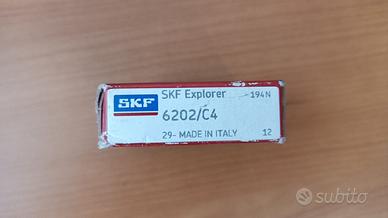 SKF Explorer -194N
SKF
6202/C4
29- MADE IN ITALY 12
subito